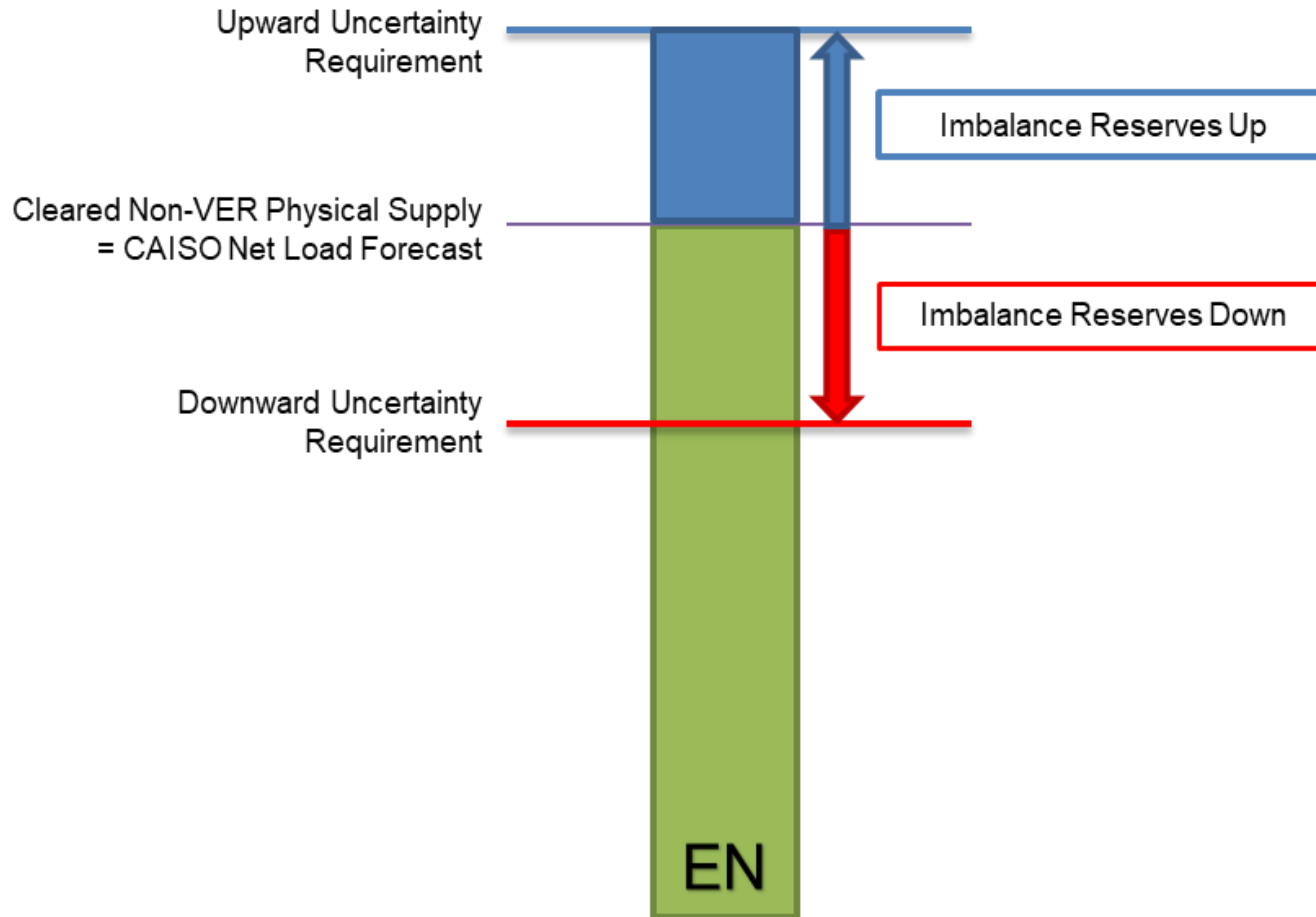 Upward Uncertainty
Requirement
Imbalance Reserves Up
Cleared Non-VER Physical Supply
= CAISO Net Load Forecast
Imbalance Reserves Down
Downward Uncertainty
Requirement
EN